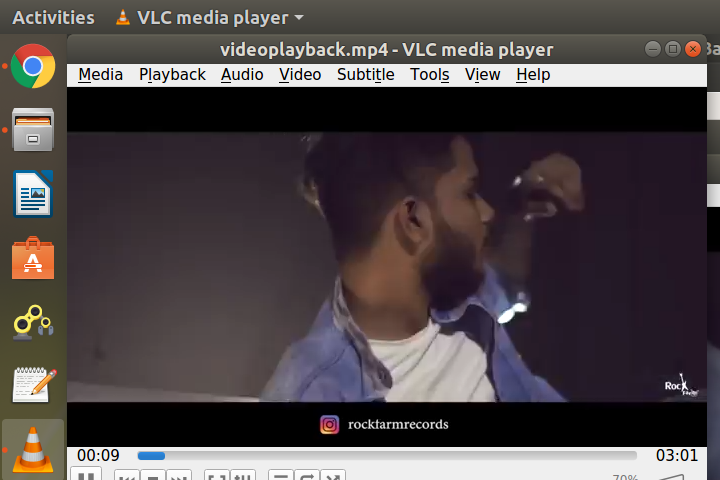 Activities VLC media player
videoplayback.mp4 - VLC media player
Media Playback Audio Video Subtitle Tools View Help
Rock
rockfarmrecords
00:09 03:01
70%